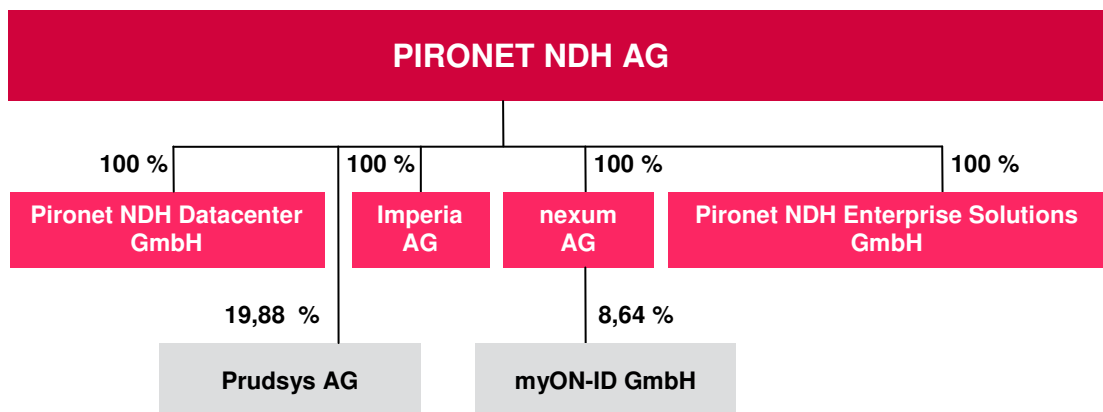 PIRONET NDH AG
100 %
100 %
100 %
100 %
Pironet NDH Datacenter
GmbH
Imperia
AG
nexum
AG
Pironet NDH Enterprise Solutions
GmbH
19,88 %
8,64 %
Prudsys AG
myON-ID GmbH